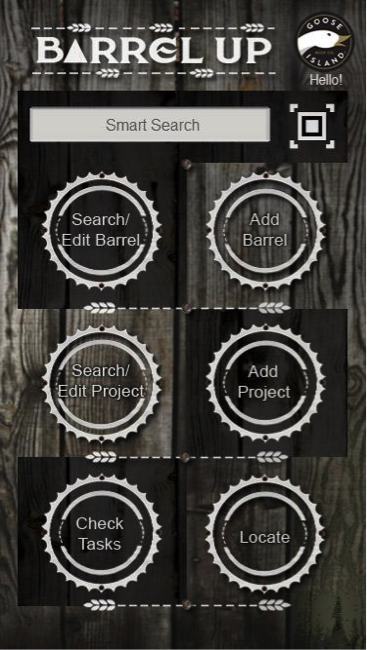 BARREL UP
GOOSE
ISLAND
Hello!
Smart Search
Search/
Edit Barrel
Add
Barrel
Search/
Edit Project
Add
Project
Check
Tasks
Locate